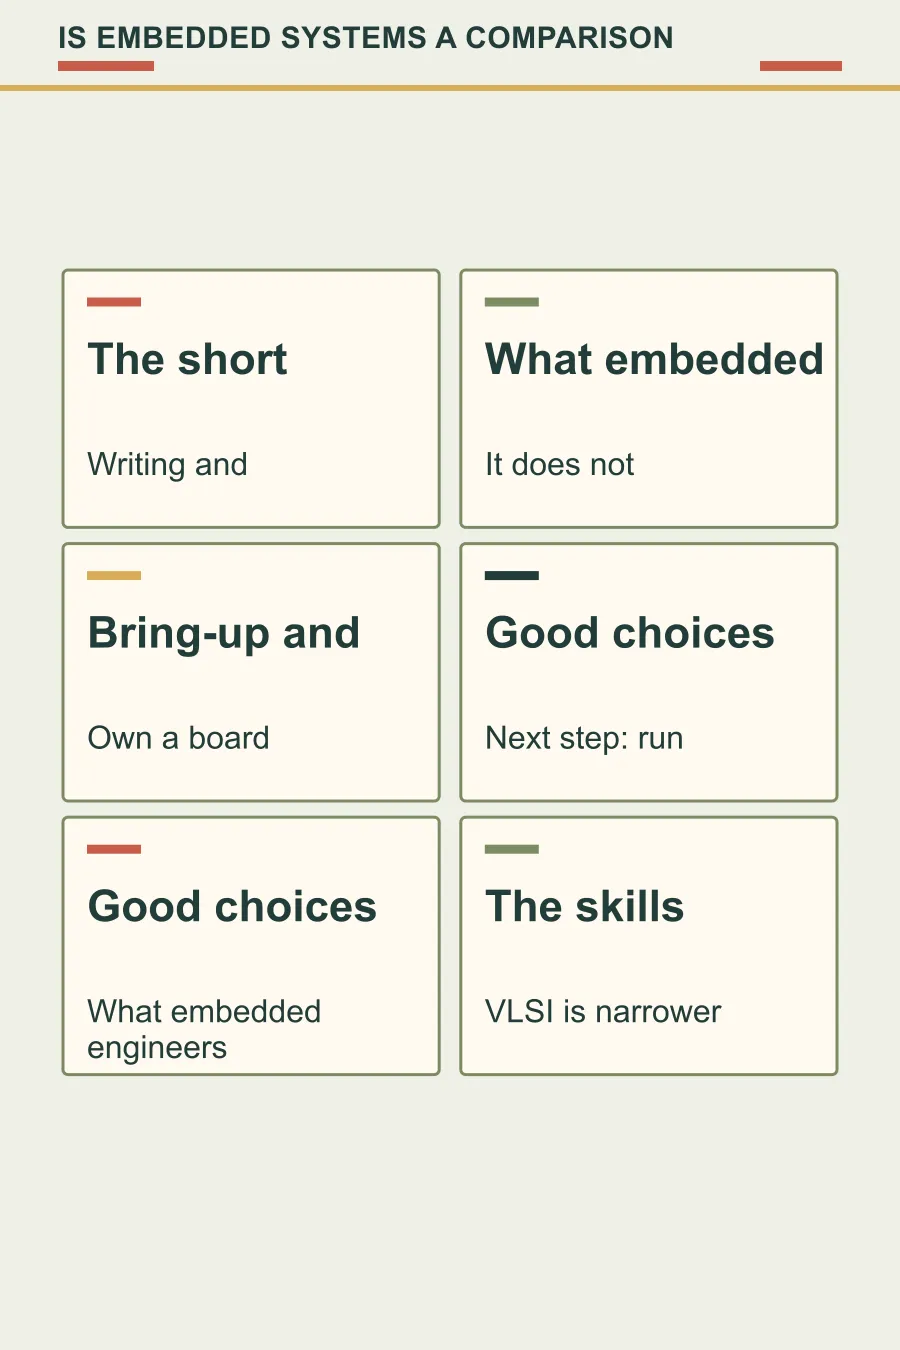 IS EMBEDDED SYSTEMS A COMPARISON
The short
Writing and
What embedded
It does not
Bring-up and
Own a board
Good choices
Next step: run
Good choices
What embedded
engineers
The skills
VLSI is narrower